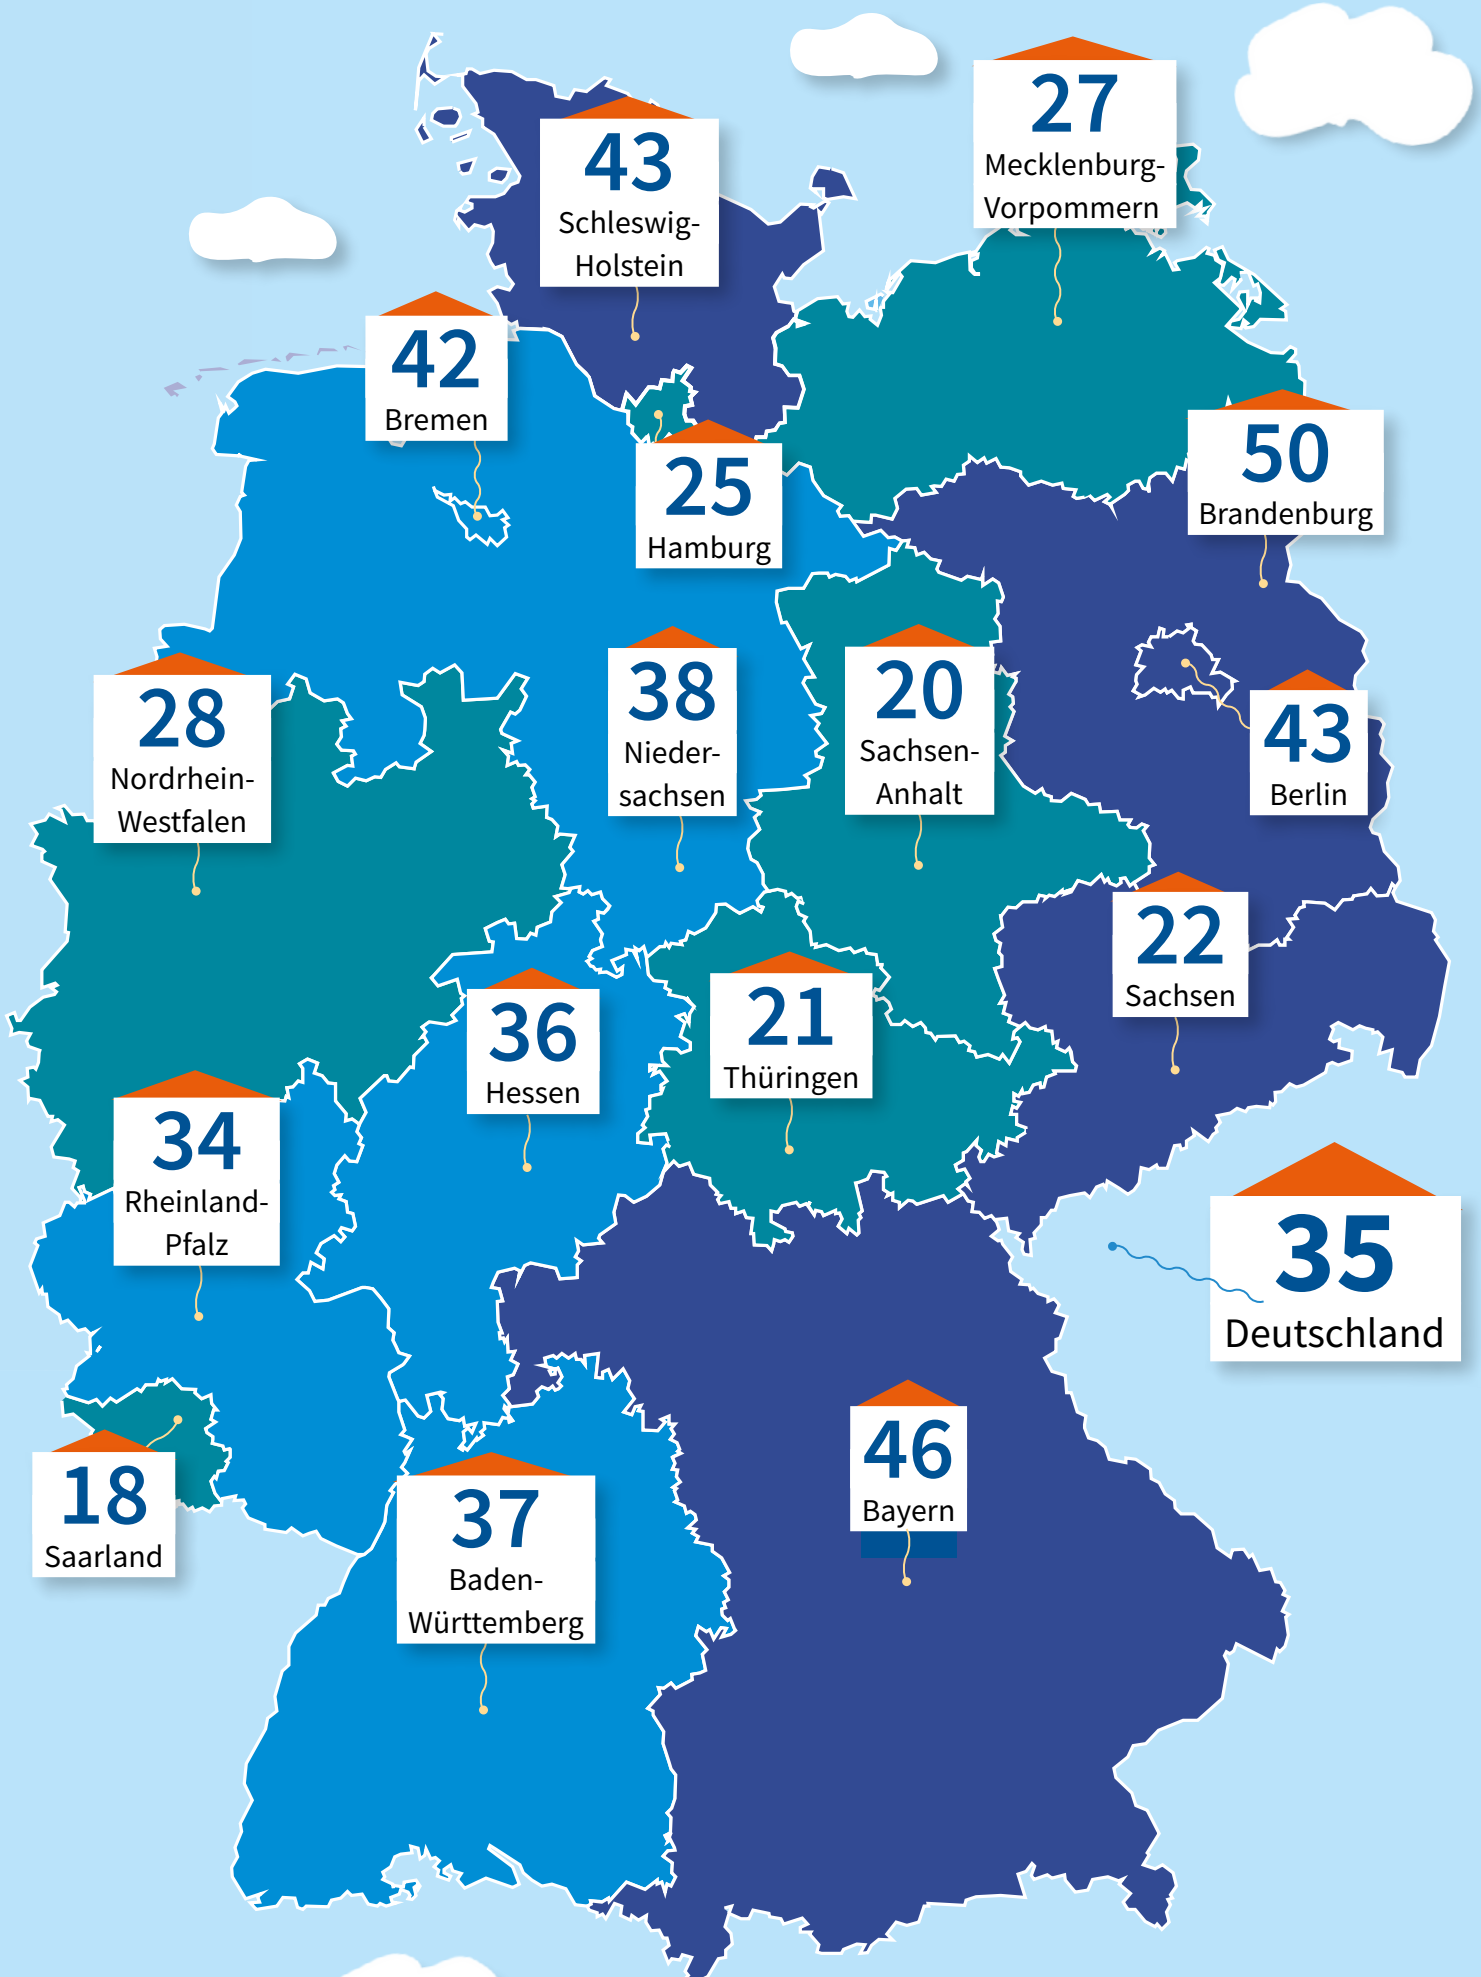 27
Mecklenburg-
Vorpommern
43
Schleswig-
Holstein
42
Bremen
50
Brandenburg
25
Hamburg
28
Nordrhein-
Westfalen
38
Nieder-
sachsen
20
Sachsen-
Anhalt
43
Berlin
22
Sachsen
36
Hessen
21
Thüringen
34
Rheinland-
Pfalz
35
Deutschland
46
Bayern
18
Saarland
37
Baden-
Württemberg